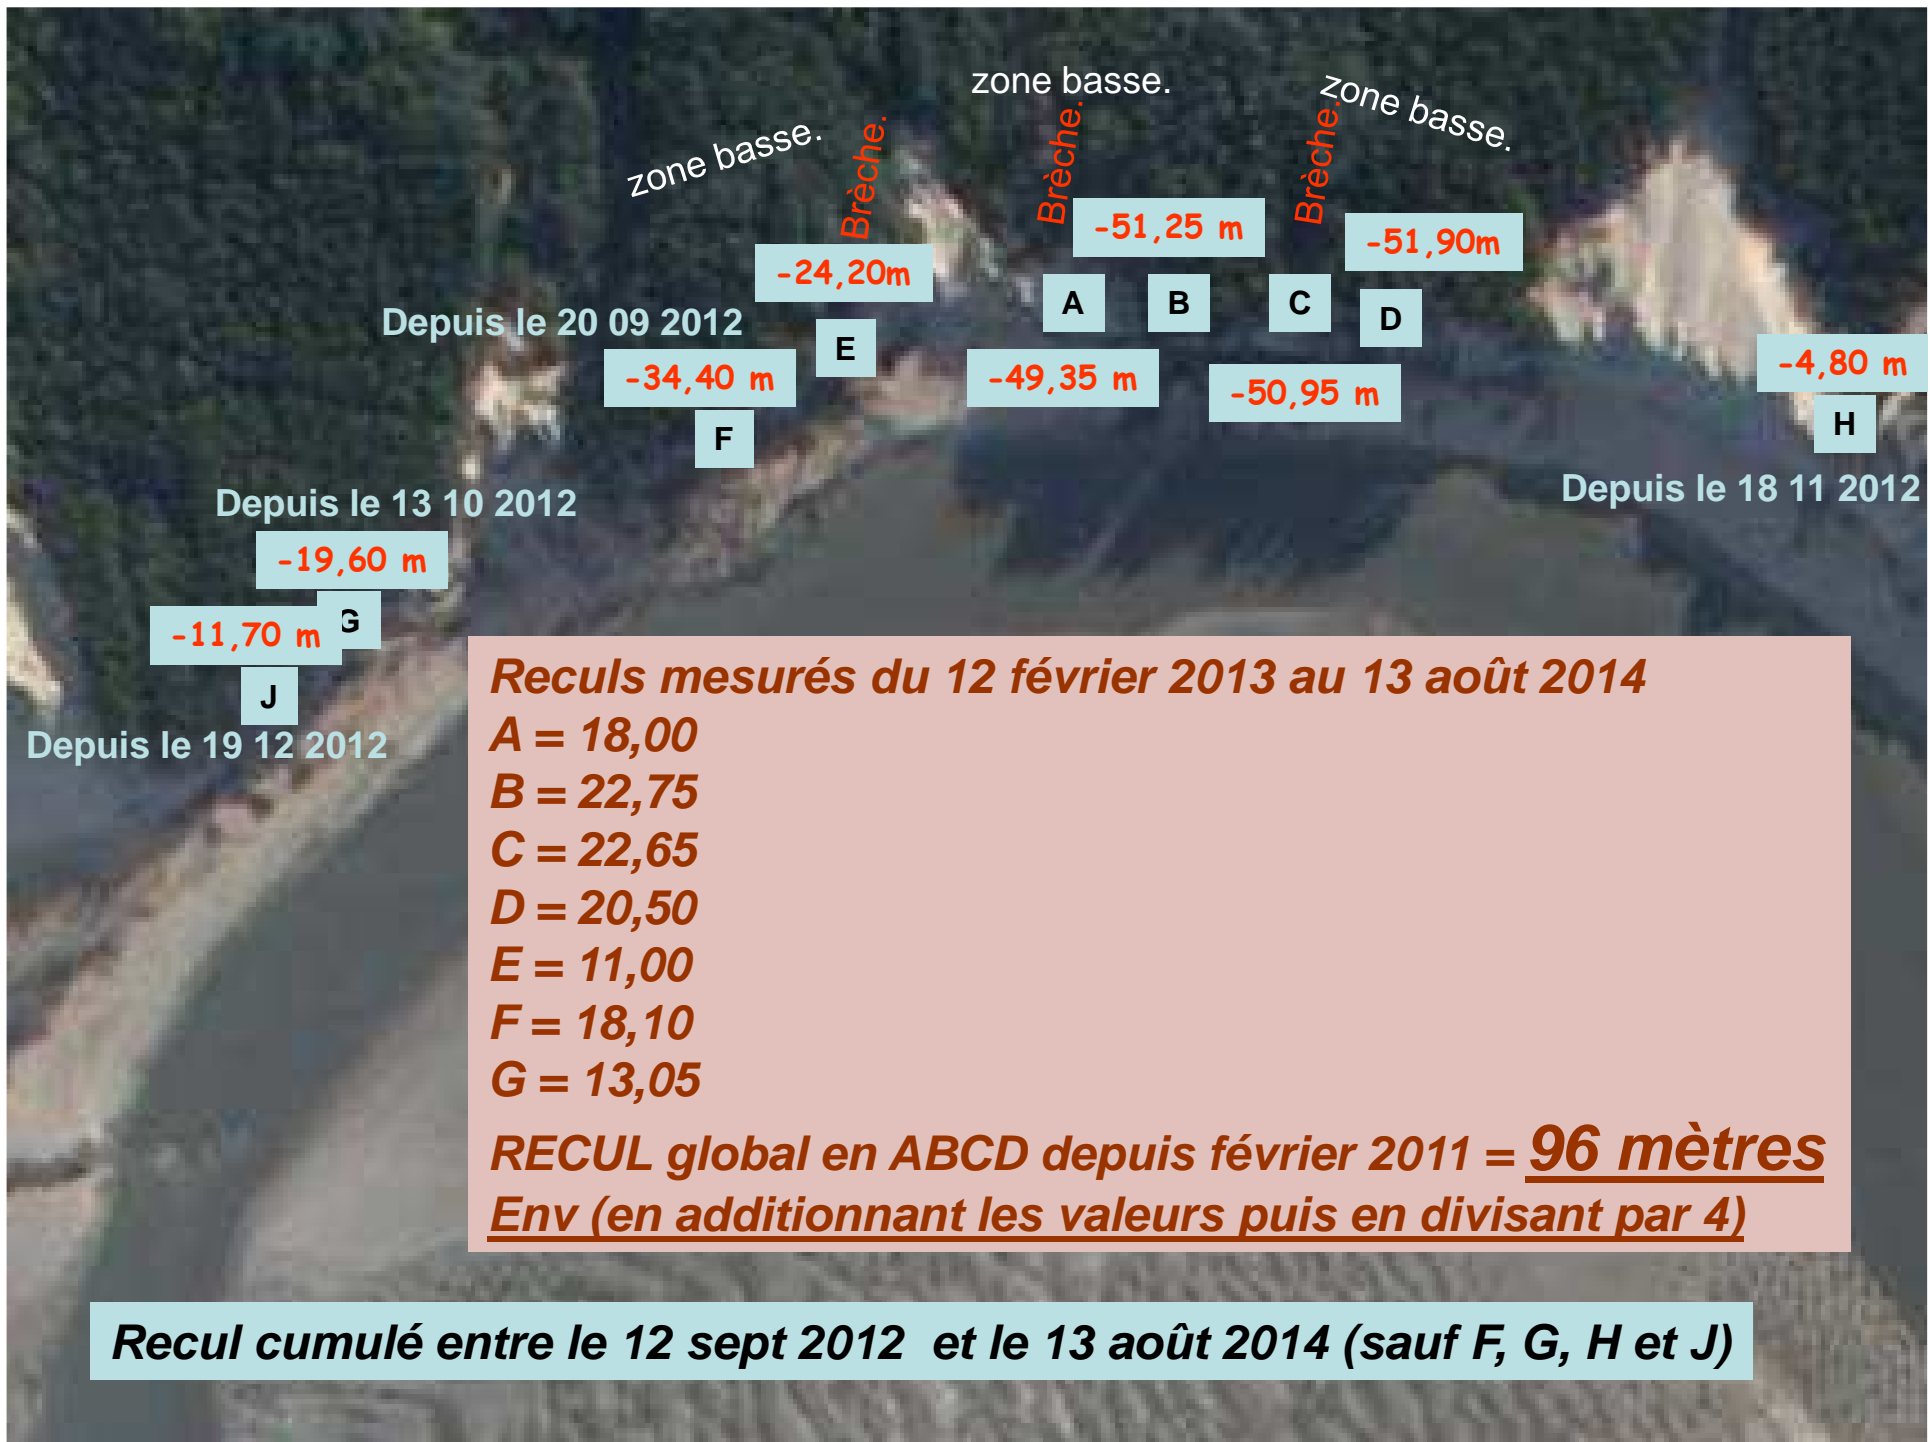 zone basse.
zone basse.
zone basse.
Brèche.
Brèche.
Brèche.
-51,25 m
-51,90m
-24,20m
A
B
C
D
Depuis le 20 09 2012
E
-34,40 m
-49,35 m
-50,95 m
-4,80 m
F
H
Depuis le 13 10 2012
Depuis le 18 11 2012
-19,60 m
G
-11,70 m
J
Depuis le 19 12 2012
Reculs mesurés du 12 février 2013 au 13 août 2014
A = 18,00
B = 22,75
C = 22,65
D = 20,50
E = 11,00
F = 18,10
G = 13,05
RECUL global en ABCD depuis février 2011 = 96 mètres
Env (en additionnant les valeurs puis en divisant par 4)
Recul cumulé entre le 12 sept 2012 et le 13 août 2014 (sauf F, G, H et J)